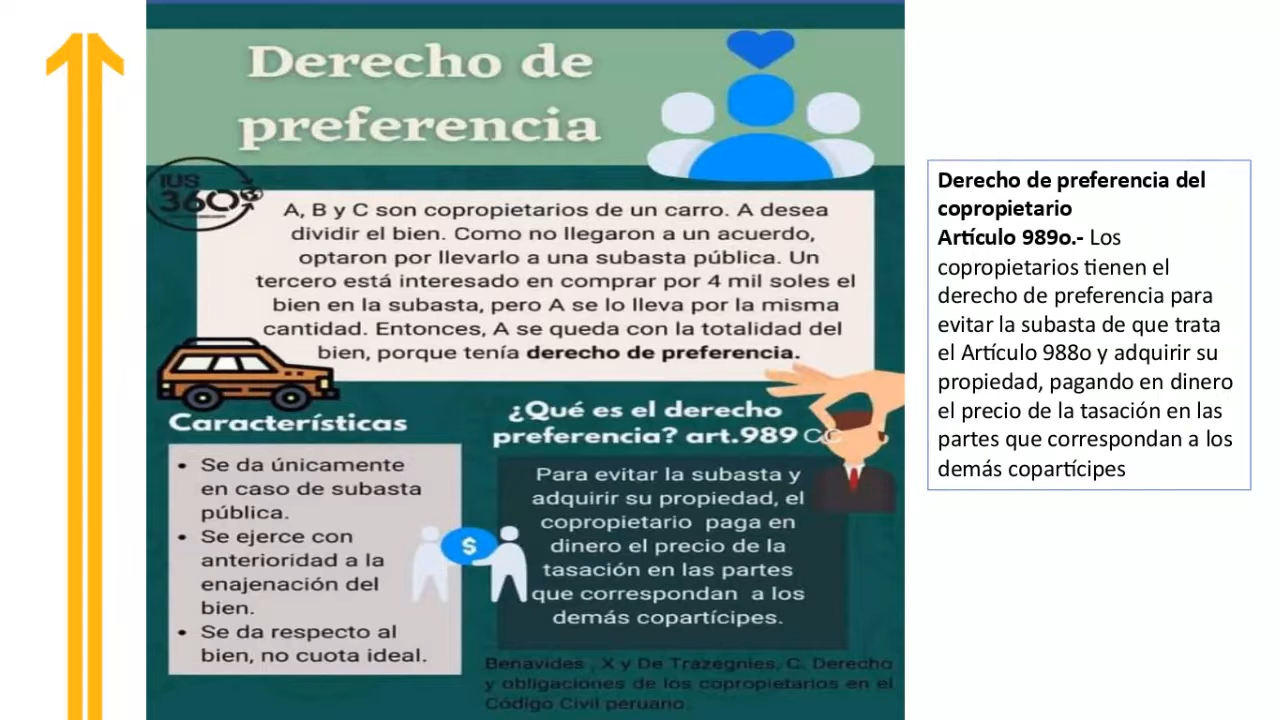 Derecho de
preferencia
IUS
360
A, B y C son copropietarios de un carro. A desea
dividir el bien. Como no llegaron a un acuerdo,
optaron por llevarlo a una subasta pública. Un
tercero está interesado en comprar por 4 mil soles el
bien en la subasta, pero A se lo lleva por la misma
cantidad. Entonces, A se queda con la totalidad del
bien, porque tenía derecho de preferencia.
Características
• Se da únicamente
en caso de subasta
pública.
• Se ejerce con
anterioridad a la
enajenación del
bien.
• Se da respecto al
bien, no cuota ideal.
$
¿Qué es el derecho
preferencia? art.989 CC
Para evitar la subasta y
adquirir su propiedad, el
copropietario paga en
dinero el precio de la
tasación en las partes
que correspondan a los
demás copartícipes.
Benavides , X y De Trazegnies, C. Derecho
y obligaciones de los copropietarios en el
Código Civil peruano.
Derecho de preferencia del
copropietario
Artículo 989o.- Los
copropietarios tienen el
derecho de preferencia para
evitar la subasta de que trata
el Artículo 988o y adquirir su
propiedad, pagando en dinero
el precio de la tasación en las
partes que correspondan a los
demás copartícipes